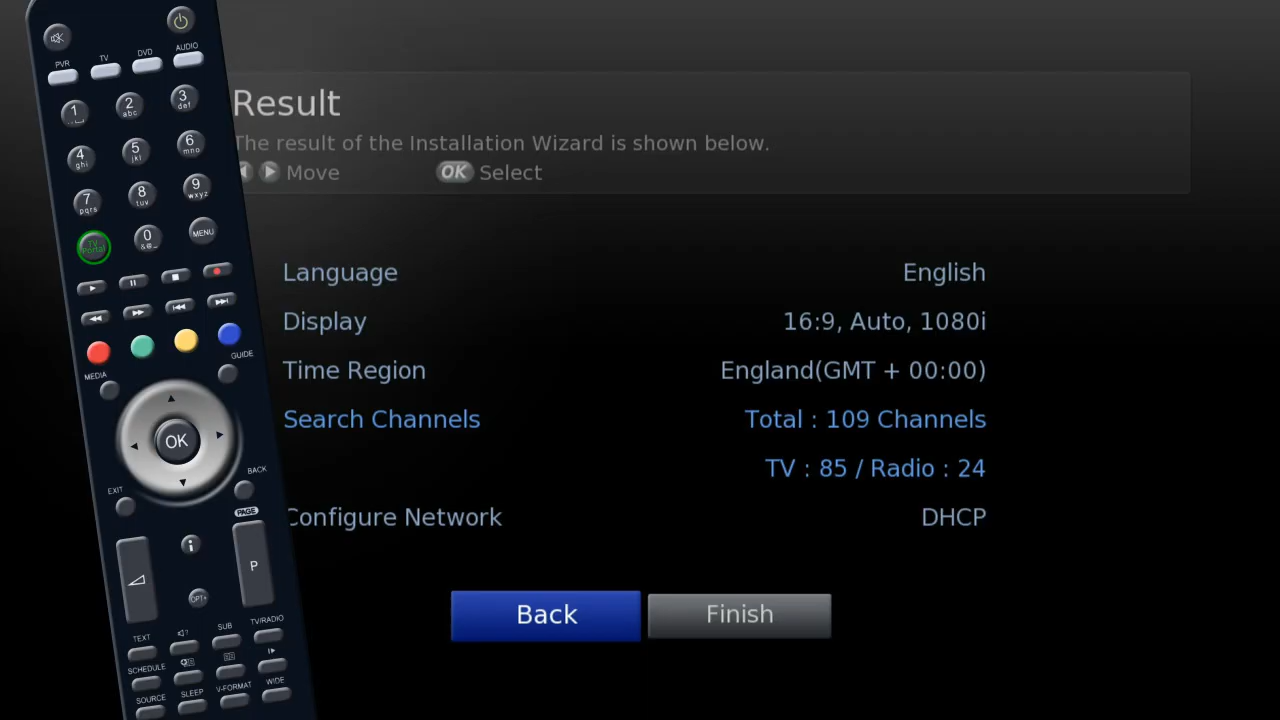 PVR
TV
DVD
AUDIO
1
2 abc
3 def
4 ghi
5 jkl
6 mno
7 pqrs
8 tuv
9 wxyz
TV Portal
0 &@_
MENU
MEDIA
GUIDE
OK
EXIT
BACK
PAGE
i
P
OPT+
TEXT
SUB
TV/RADIO
SCHEDULE
SOURCE
SLEEP
V-FORMAT
WIDE
Result
The result of the Installation Wizard is shown below.
Move OK Select
Language English
Display 16:9, Auto, 1080i
Time Region England(GMT + 00:00)
Search Channels Total : 109 Channels
TV : 85 / Radio : 24
Configure Network DHCP
Back Finish